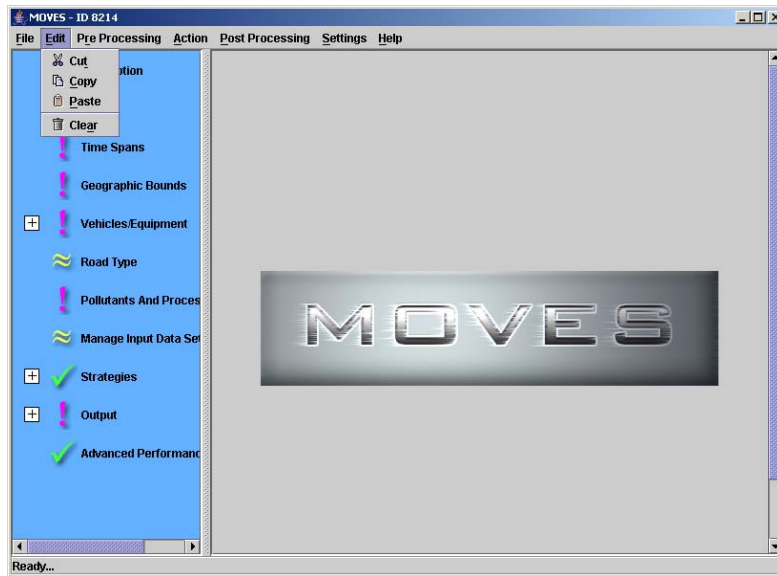 MOVES - ID 8214
File Edit Pre Processing Action Post Processing Settings Help
Cut
Copy
Paste
Clear
Time Spans
Geographic Bounds
Vehicles/Equipment
Road Type
Pollutants And Proces
Manage Input Data Set
Strategies
Output
Advanced Performanc
MOVES
Ready...